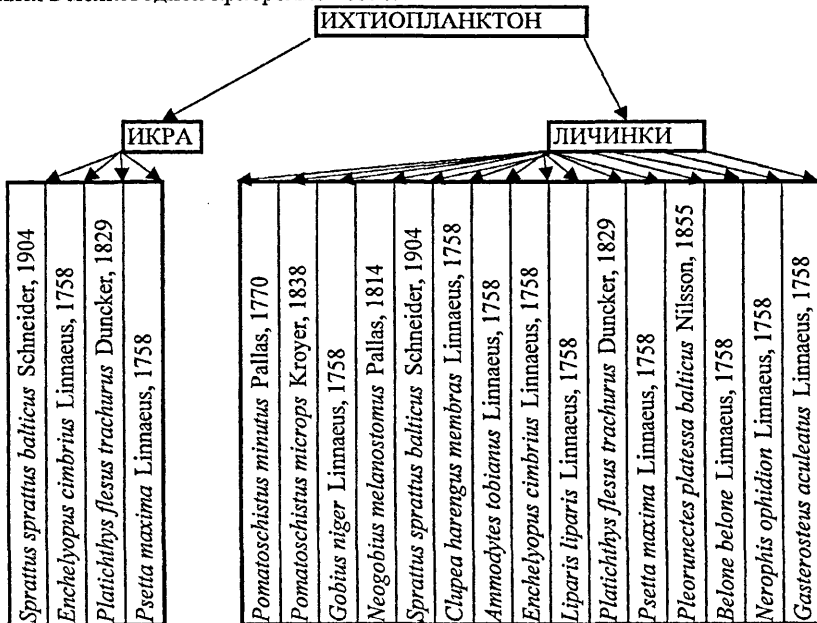 ИХТИОПЛАНКТОН
ИКРА
ЛИЧИНКИ
Sprattus sprattus balticus Schneider, 1904
Enchelyopus cimbrius Linnaeus, 1758
Platichthys flesus trachurus Duncker, 1829
Psetta maxima Linnaeus, 1758
Pomatoschistus minutus Pallas, 1770
Pomatoschistus microps Kroyer, 1838
Gobius niger Linnaeus, 1758
Neogobius melanostomus Pallas, 1814
Sprattus sprattus balticus Schneider, 1904
Clupea harengus membras Linnaeus, 1758
Ammodytes tobianus Linnaeus, 1758
Enchelyopus cimbrius Linnaeus, 1758
Liparis liparis Linnaeus, 1758
Platichthys flesus trachurus Duncker, 1829
Psetta maxima Linnaeus, 1758
Pleorunectes platessa balticus Nilsson, 1855
Belone belone Linnaeus, 1758
Nerophis ophidion Linnaeus, 1758
Gasterosteus aculeatus Linnaeus, 1758